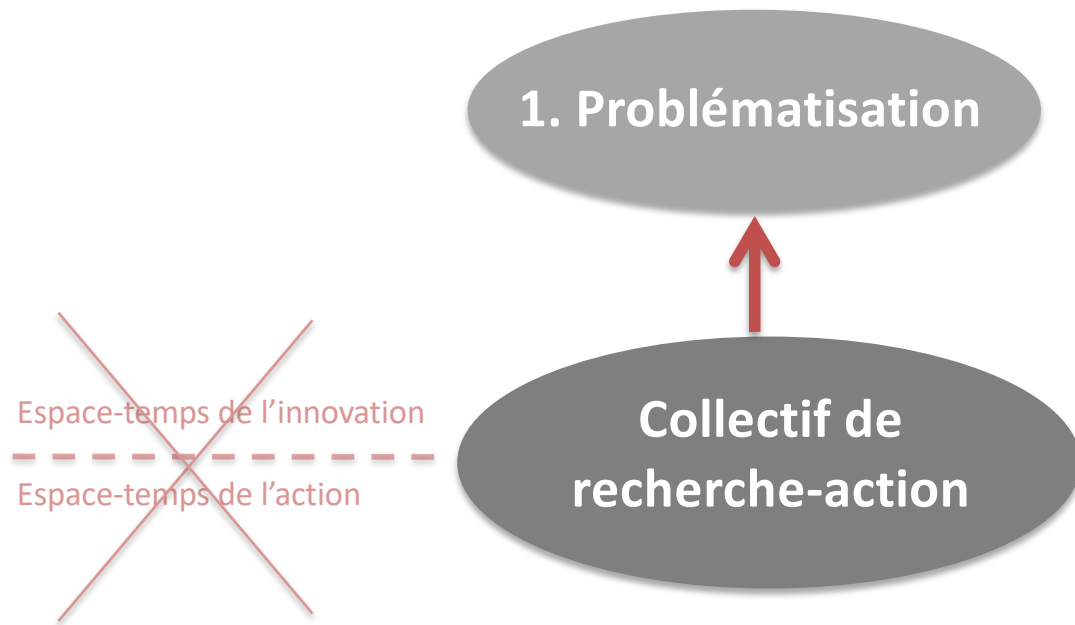 1. Problématisation
Espace-temps de l’innovation
Espace-temps de l’action
Collectif de
recherche-action